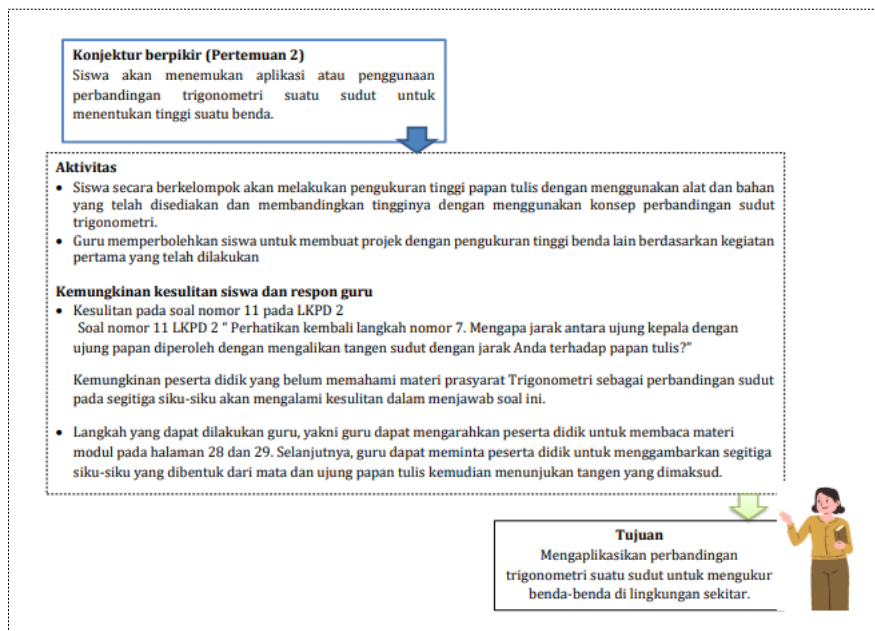 Konjektur berpikir (Pertemuan 2)
Siswa akan menemukan aplikasi atau penggunaan
perbandingan trigonometri suatu sudut untuk
menentukan tinggi suatu benda.
Aktivitas
• Siswa secara berkelompok akan melakukan pengukuran tinggi papan tulis dengan menggunakan alat dan bahan
yang telah disediakan dan membandingkan tingginya dengan menggunakan konsep perbandingan sudut
trigonometri.
• Guru memperbolehkan siswa untuk membuat projek dengan pengukuran tinggi benda lain berdasarkan kegiatan
pertama yang telah dilakukan
Kemungkinan kesulitan siswa dan respon guru
• Kesulitan pada soal nomor 11 pada LKPD 2
Soal nomor 11 LKPD 2 " Perhatikan kembali langkah nomor 7. Mengapa jarak antara ujung kepala dengan
ujung papan diperoleh dengan mengalikan tangen sudut dengan jarak Anda terhadap papan tulis?"
Kemungkinan peserta didik yang belum memahami materi prasyarat Trigonometri sebagai perbandingan sudut
pada segitiga siku-siku akan mengalami kesulitan dalam menjawab soal ini.
• Langkah yang dapat dilakukan guru, yakni guru dapat mengarahkan peserta didik untuk membaca materi
modul pada halaman 28 dan 29. Selanjutnya, guru dapat meminta peserta didik untuk menggambarkan segitiga
siku-siku yang dibentuk dari mata dan ujung papan tulis kemudian menunjukan tangen yang dimaksud.
Tujuan
Mengaplikasikan perbandingan
trigonometri suatu sudut untuk mengukur
benda-benda di lingkungan sekitar.